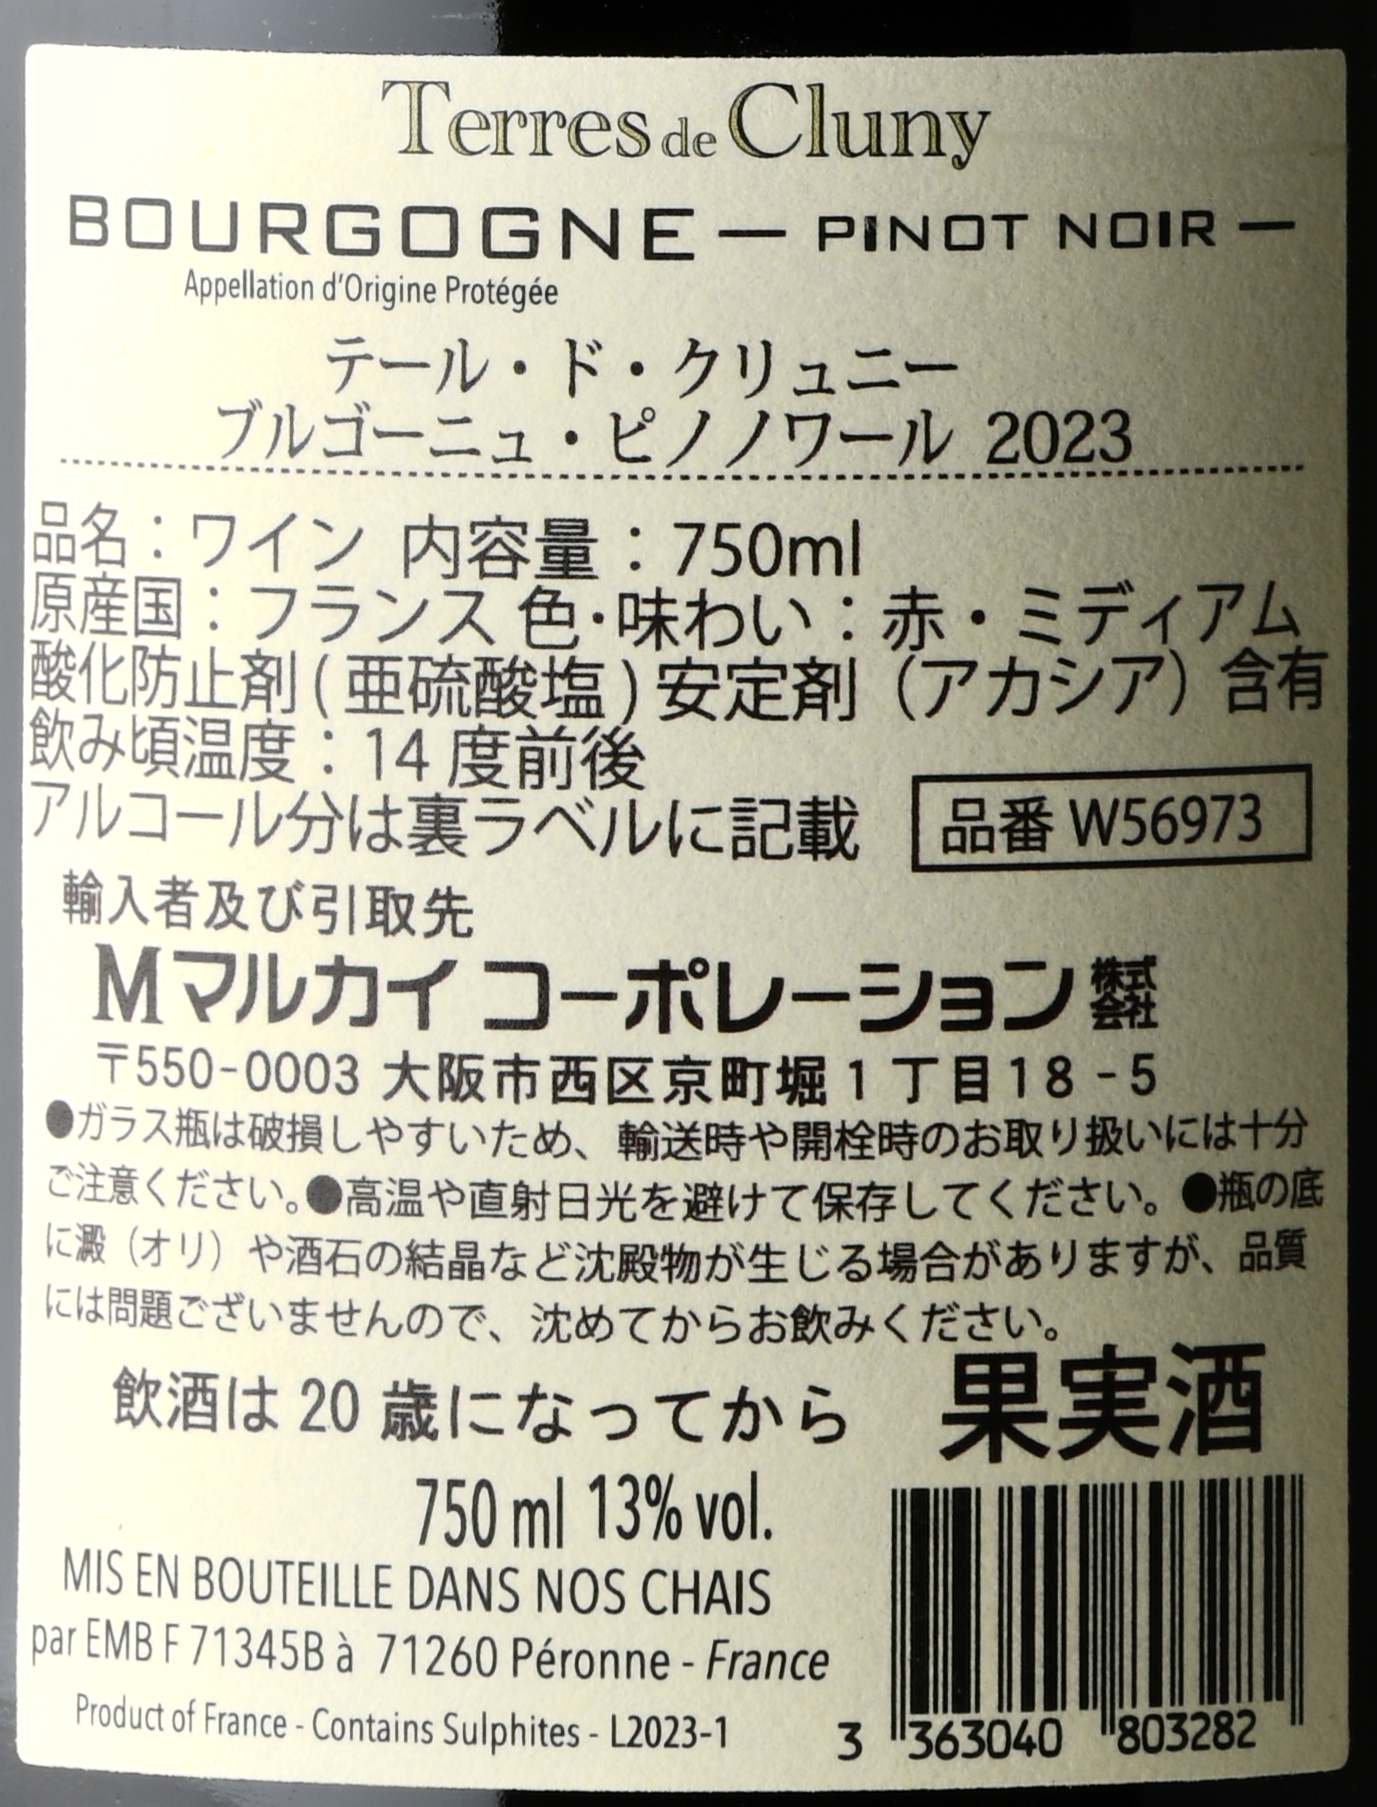 Terres de Cluny
BOURGOGNE — PINOT NOIR —
Appellation d'Origine Protégée
テール・ド・クリュニー
ブルゴーニュ・ピノノワール 2023
品名：ワイン 内容量：750ml
原産国：フランス 色･味わい：赤・ミディアム
酸化防止剤(亜硫酸塩)安定剤（アカシア）含有
飲み頃温度：14度前後
アルコール分は裏ラベルに記載
品番 W56973
輸入者及び引取先
Mマルカイコーポレーション株式会社
〒550-0003 大阪市西区京町堀1丁目18-5
●ガラス瓶は破損しやすいため、輸送時や開栓時のお取り扱いには十分
ご注意ください。●高温や直射日光を避けて保存してください。●瓶の底
に澱（オリ）や酒石の結晶など沈殿物が生じる場合がありますが、品質
には問題ございませんので、沈めてからお飲みください。
飲酒は20歳になってから
果実酒
750 ml 13% vol.
MIS EN BOUTEILLE DANS NOS CHAIS
par EMB F 71345B à 71260 Péronne - France
Product of France - Contains Sulphites - L2023-1
3 363040 803282